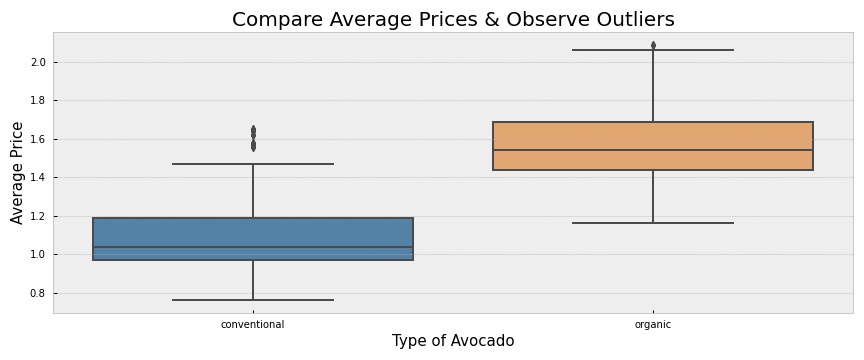 Compare Average Prices & Observe Outliers
Average Price
2.0
1.8
1.6
1.4
1.2
1.0
0.8
conventional
organic
Type of Avocado